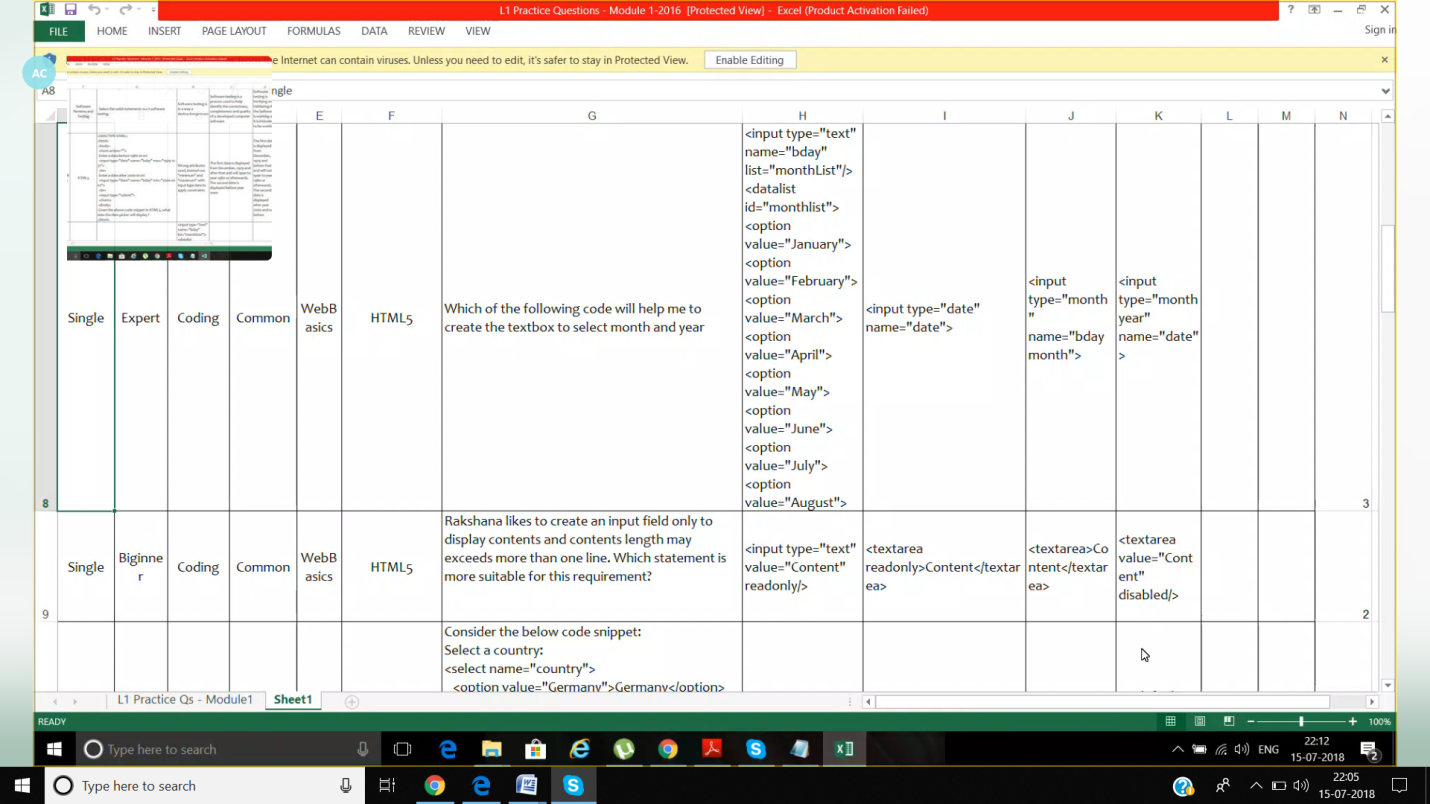 L1 Practice Questions - Module 1-2016 [Protected View] - Excel (Product Activation Failed)
FILE HOME INSERT PAGE LAYOUT FORMULAS DATA REVIEW VIEW
Sign in
AC
e Internet can contain viruses. Unless you need to edit, it's safer to stay in Protected View. Enable Editing
A8
ngle
E F G H I J K L M N
8
Single
Expert
Coding
Common
WebB
asics
HTML5
Which of the following code will help me to
create the textbox to select month and year
<input type="text"
name="bday"
list="monthList"/>
<datalist
id="monthlist">
<option
value="January">
<option
value="February">
<option
value="March">
<option
value="April">
<option
value="May">
<option
value="June">
<option
value="July">
<option
value="August">
<input type="date"
name="date">
<input
type="month
"
name="bday
month">
<input
type="month
year"
name="date"
>
3
9
Single
Biginne
r
Coding
Common
WebB
asics
HTML5
Rakshana likes to create an input field only to
display contents and contents length may
exceeds more than one line. Which statement is
more suitable for this requirement?
<input type="text"
value="Content"
readonly/>
<textarea
readonly>Content</textar
ea>
<textarea>Co
ntent</textar
ea>
<textarea
value="Cont
ent"
disabled/>
2
Consider the below code snippet:
Select a country:
<select name="country">
<option value="Germany">Germany</option>
L1 Practice Qs - Module1 Sheet1
READY
100%
Type here to search
ENG
22:12
15-07-2018
2
Type here to search
22:05
15-07-2018